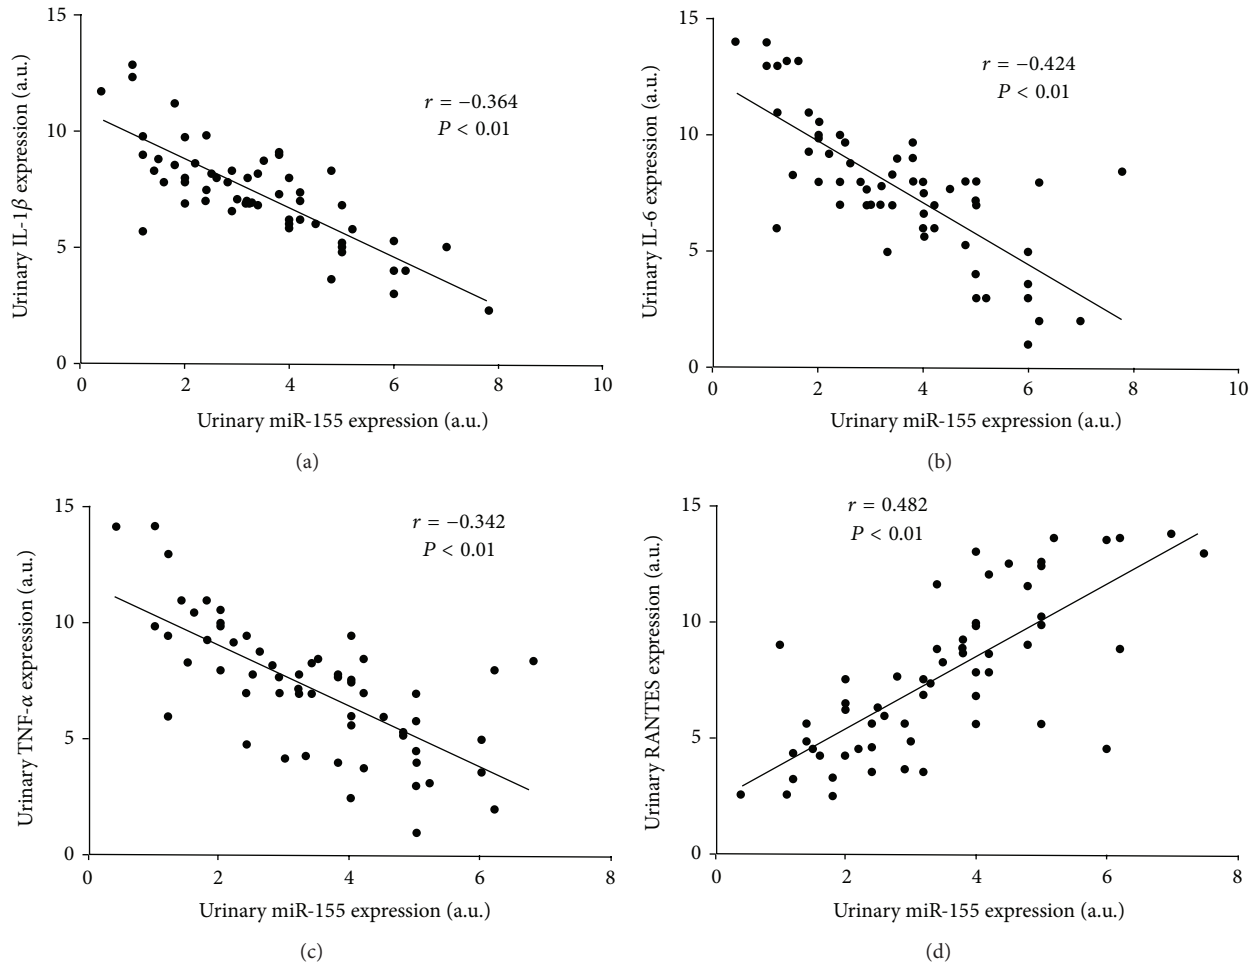 15
10
5
0
Urinary IL-1β expression (a.u.)
r = −0.364
P < 0.01
0 2 4 6 8 10
Urinary miR-155 expression (a.u.)
(a)
15
10
5
0
Urinary IL-6 expression (a.u.)
r = −0.424
P < 0.01
0 2 4 6 8 10
Urinary miR-155 expression (a.u.)
(b)
15
10
5
0
Urinary TNF-α expression (a.u.)
r = −0.342
P < 0.01
0 2 4 6 8
Urinary miR-155 expression (a.u.)
(c)
15
10
5
0
Urinary RANTES expression (a.u.)
r = 0.482
P < 0.01
0 2 4 6 8
Urinary miR-155 expression (a.u.)
(d)